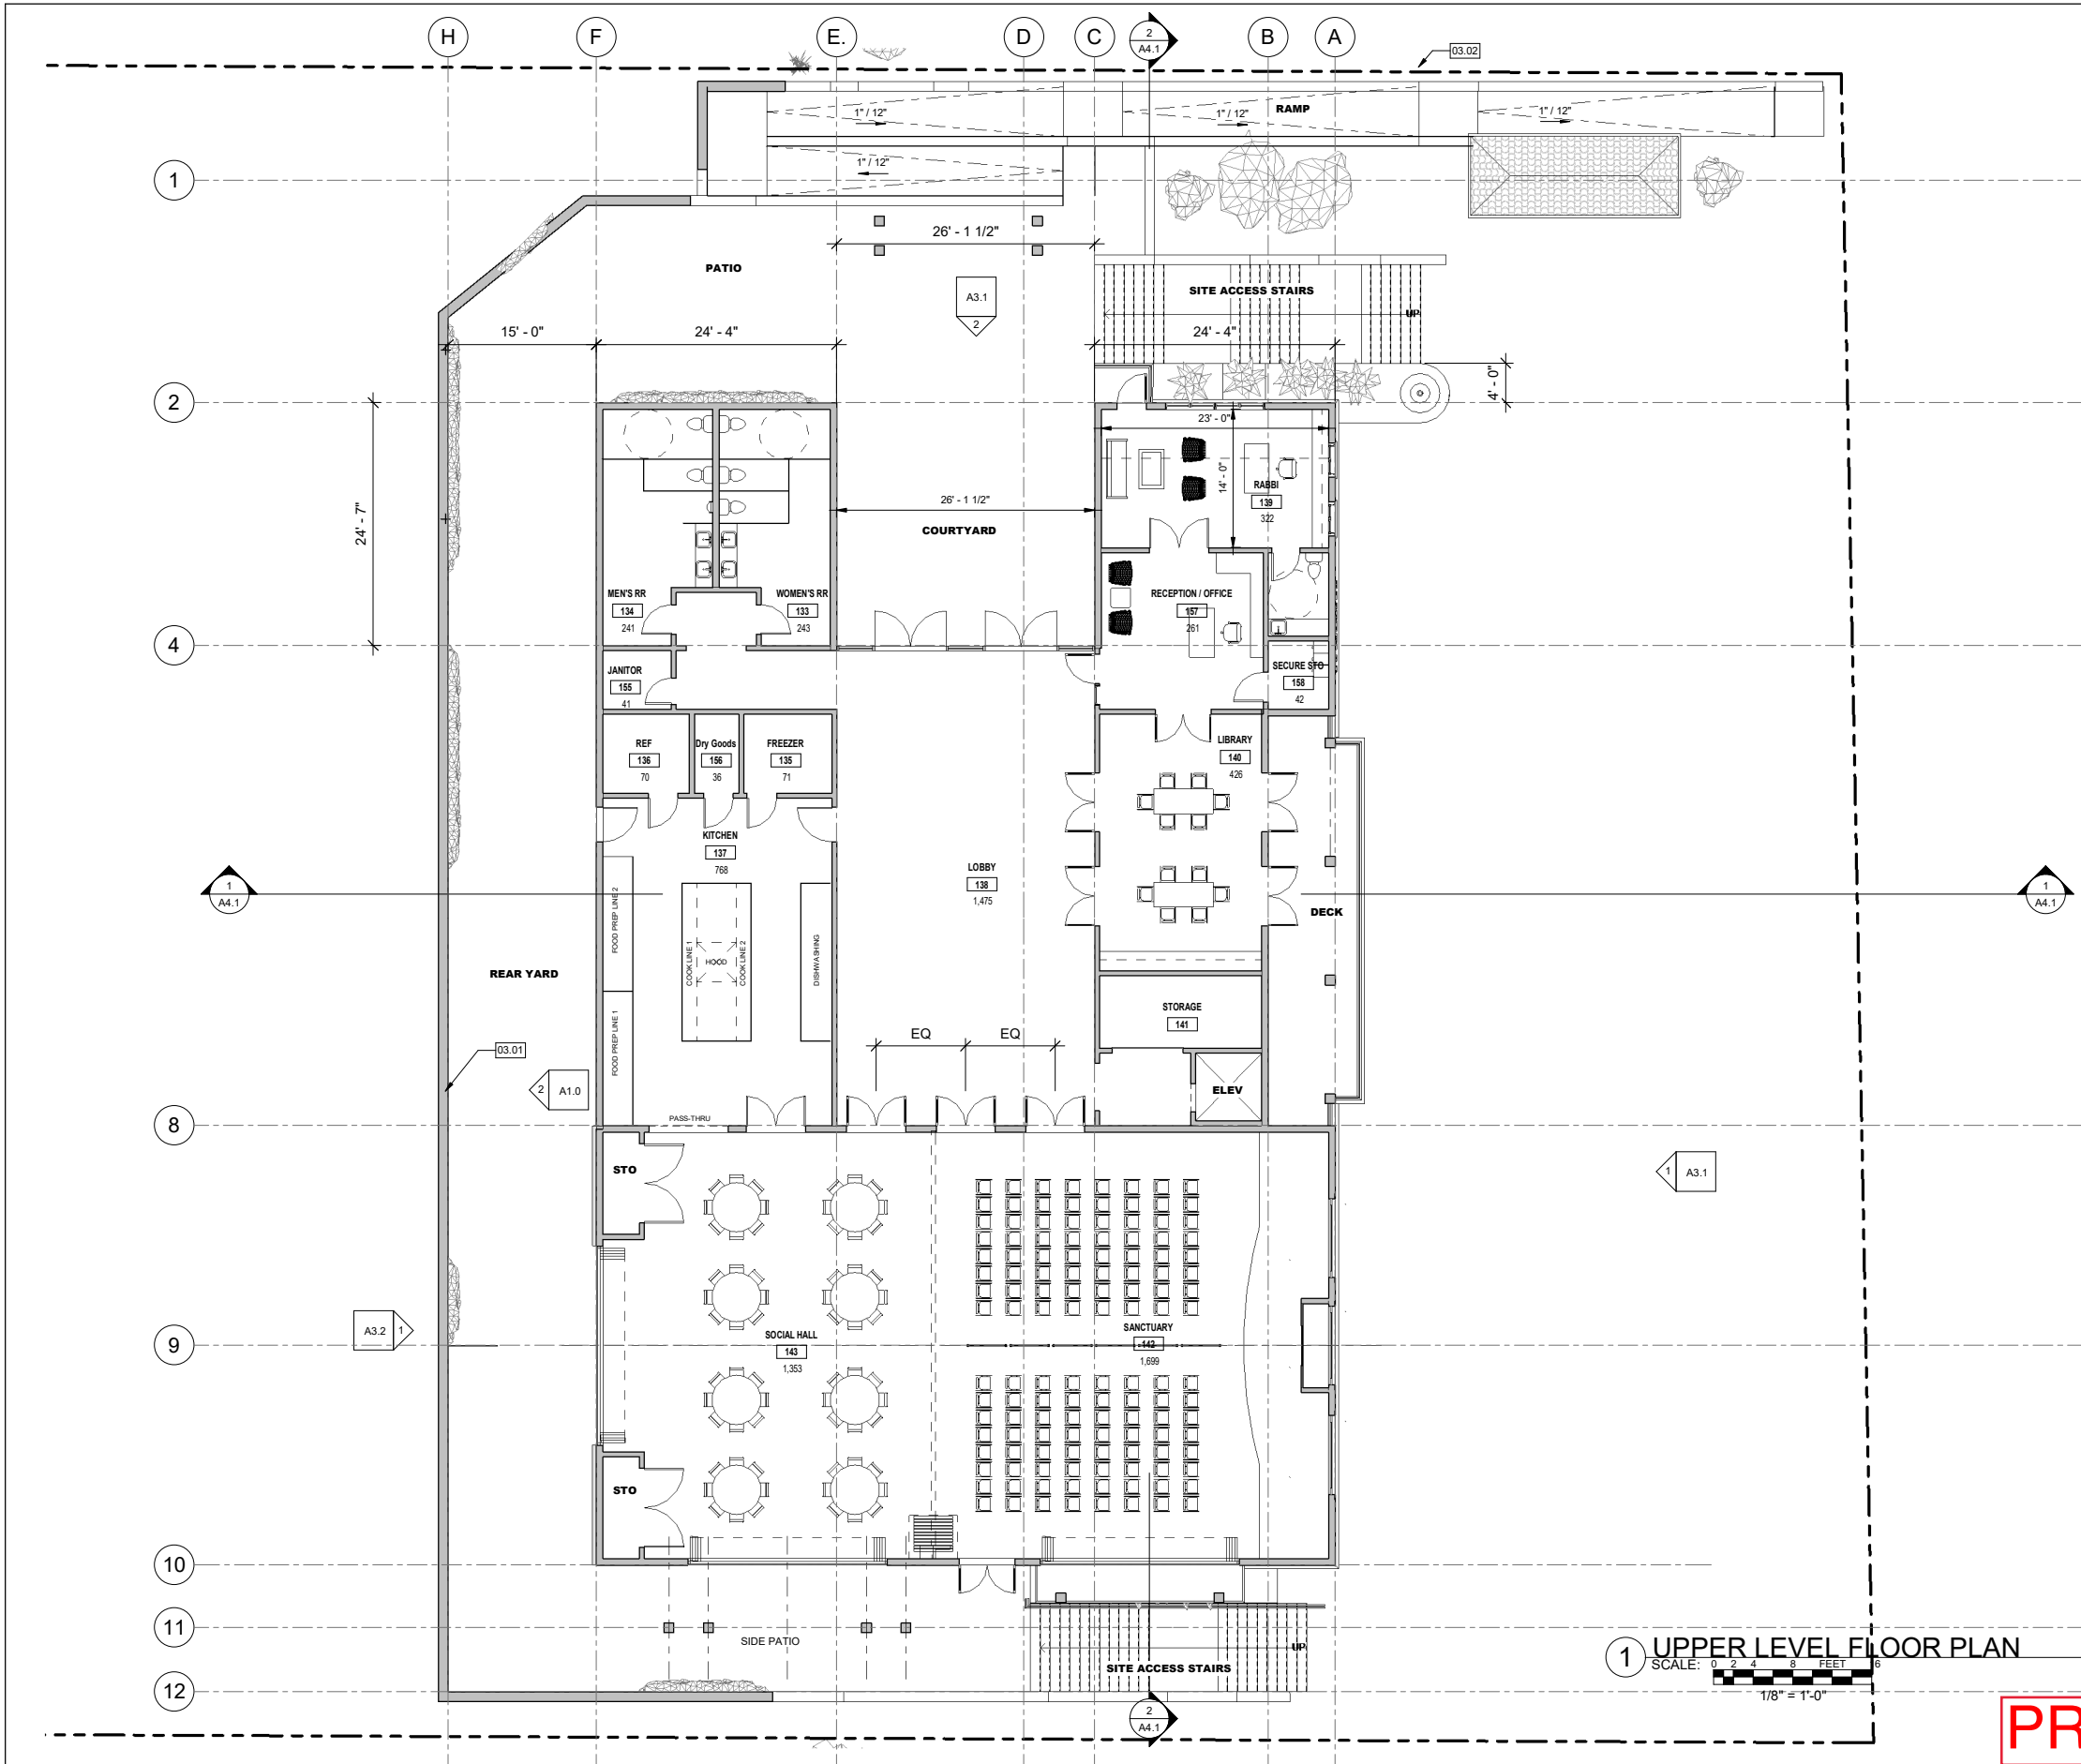 H F E. D C B A
2
A4.1
03.02
RAMP
1" / 12"
1" / 12"
1" / 12"
1" / 12"
1
26' - 1 1/2"
PATIO
A3.1
2
SITE ACCESS STAIRS
UP
15' - 0"
24' - 4"
24' - 4"
4' - 0"
2
23' - 0"
14' - 0"
RABBI
139
322
24' - 7"
26' - 1 1/2"
COURTYARD
MEN'S RR
134
241
WOMEN'S RR
133
243
RECEPTION / OFFICE
157
261
4
JANITOR
155
41
SECURE STO
158
42
REF
136
70
Dry Goods
156
36
FREEZER
135
71
LIBRARY
140
426
KITCHEN
137
768
LOBBY
138
1,475
1
A4.1
1
A4.1
DECK
FOOD PREP LINE 2
COOK LINE 1
HOOD
COOK LINE 2
DISHWASHING
REAR YARD
FOOD PREP LINE 1
STORAGE
141
EQ EQ
03.01
2 A1.0
ELEV
PASS-THRU
8
STO
1 A3.1
A3.2 1
9
SOCIAL HALL
143
1,353
SANCTUARY
142
1,699
STO
10
11
SIDE PATIO
UP
SITE ACCESS STAIRS
12
2
A4.1
1 UPPER LEVEL FLOOR PLAN
SCALE: 0 2 4 8 FEET 6
1/8" = 1'-0"
PR